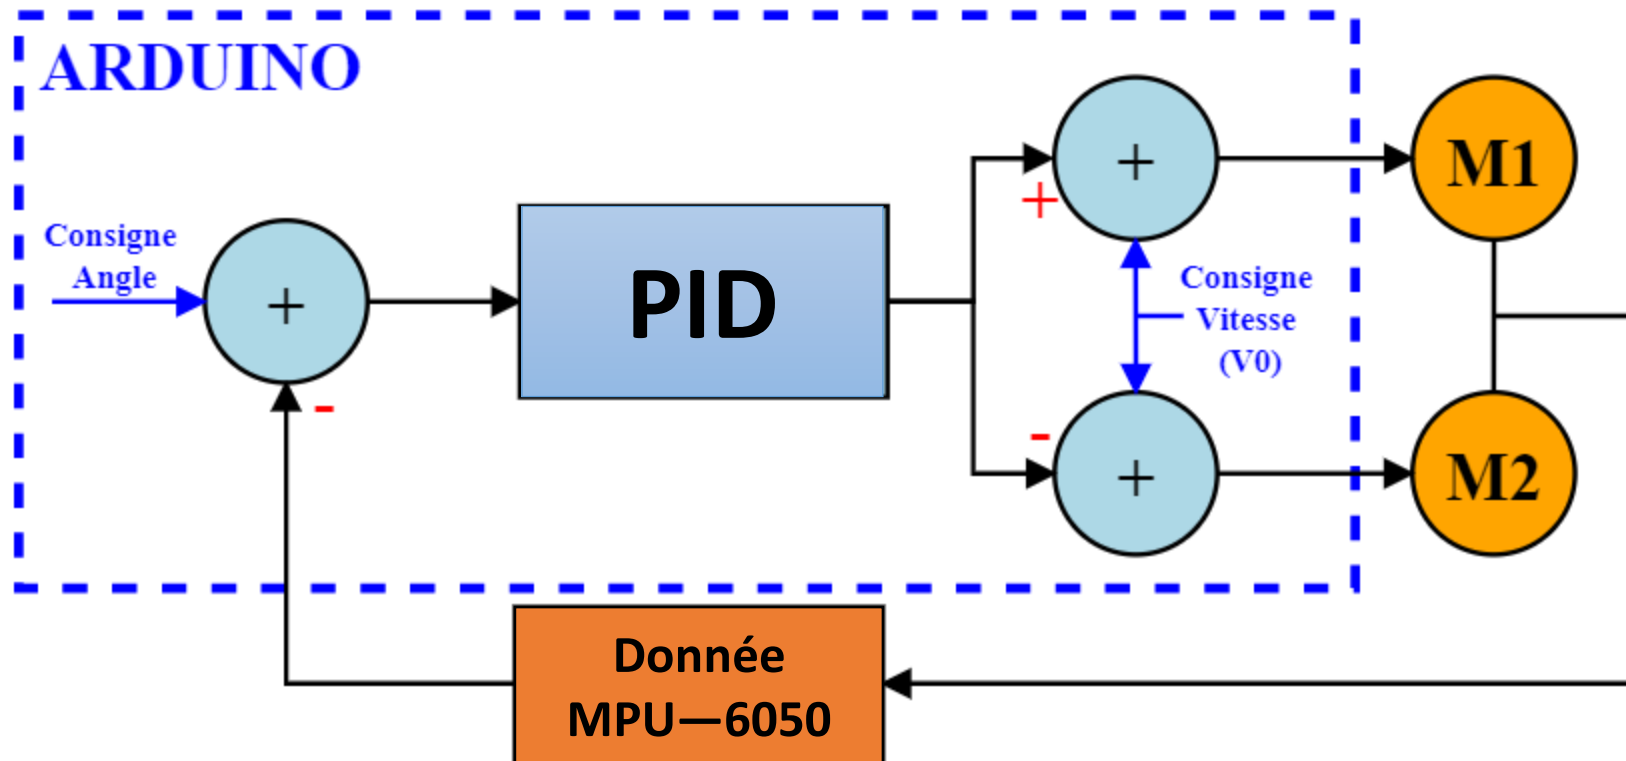 ARDUINO
Consigne
Angle
+
-
PID
+
+
-
+
Consigne
Vitesse
(V0)
M1
M2
Donnée
MPU—6050